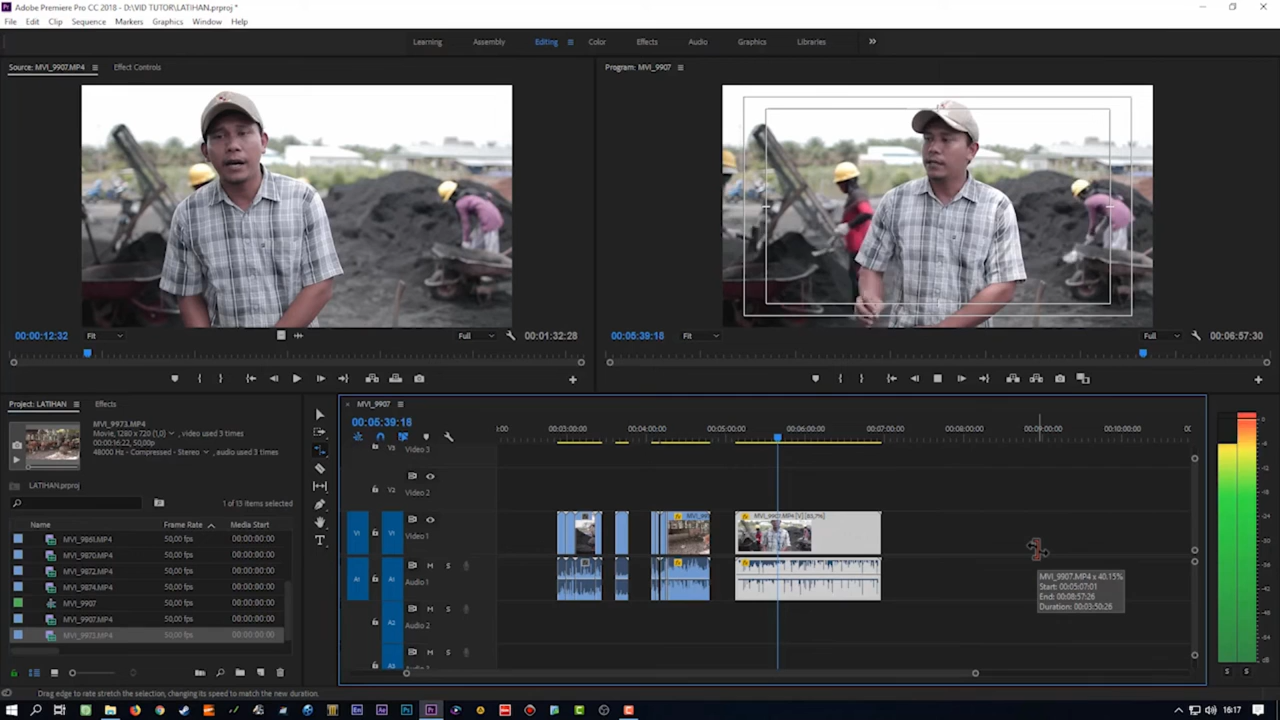 Adobe Premiere Pro CC 2018 - D:\VID TUTOR\LATIHAN.prproj *
File Edit Clip Sequence Markers Graphics Window Help
Learning Assembly Editing Color Effects Audio Graphics Libraries
Source: MVI_9907.MP4 Effect Controls
Program: MVI_9907
00:00:12:32 Fit Full 00:01:32:28
00:05:39:18 Fit Full 00:06:57:30
Project: LATIHAN Effects
MVI_9973.MP4
Movie, 1280 x 720 (1,0) , video used 3 times
00:00:16:22, 50,00p
48000 Hz - Compressed - Stereo , audio used 3 times
LATIHAN.prproj
1 of 13 items selected
Name Frame Rate Media Start
MVI_9861.MP4 50,00 fps 00:00:00:00
MVI_9870.MP4 50,00 fps 00:00:00:00
MVI_9872.MP4 50,00 fps 00:00:00:00
MVI_9874.MP4 50,00 fps 00:00:00:00
MVI_9907 50,00 fps 00:00:00:00
MVI_9907.MP4 50,00 fps 00:00:00:00
MVI_9973.MP4 50,00 fps 00:00:00:00
MVI_9907
00:05:39:16
:00:00 00:03:00:00 00:04:00:00 00:05:00:00 00:06:00:00 00:07:00:00 00:08:00:00 00:09:00:00 00:10:00:00 00:
V3 Video 3
V2 Video 2
V1 V1 Video 1
A1 A1 M S Audio 1
A2 M S Audio 2
A3 M S
fx MVI_99
fx
MVI_9907.MP4 x 40.15%
Start: 00:05:07:01
End: 00:08:57:26
Duration: 00:03:50:26
S S
Drag edge to rate stretch the selection, changing its speed to match the new duration.
16:17